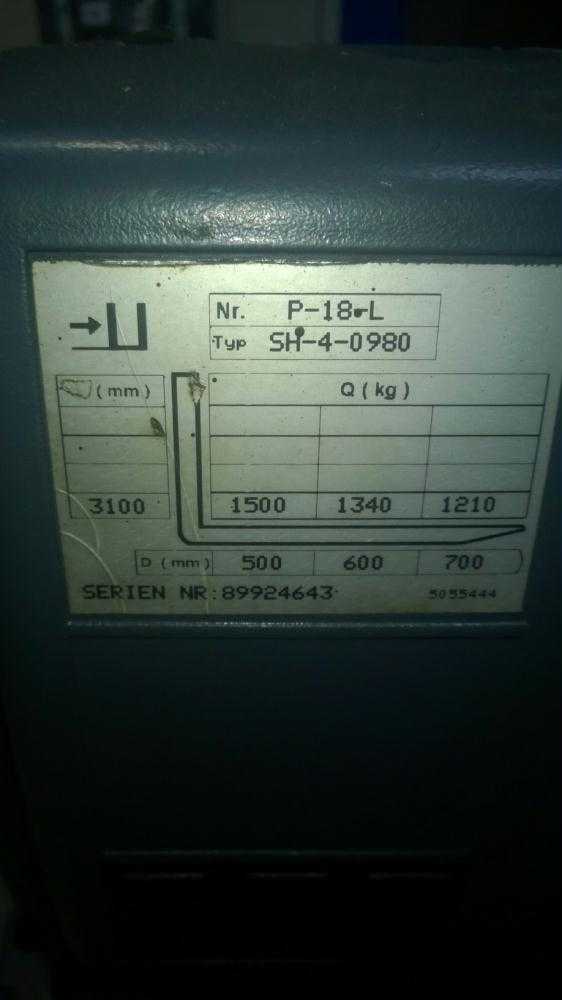 Nr. P-18-L
Typ SH-4-0980
(mm) Q (kg)
3100 1500 1340 1210
D (mm) 500 600 700
SERIEN NR:89924643 5055444